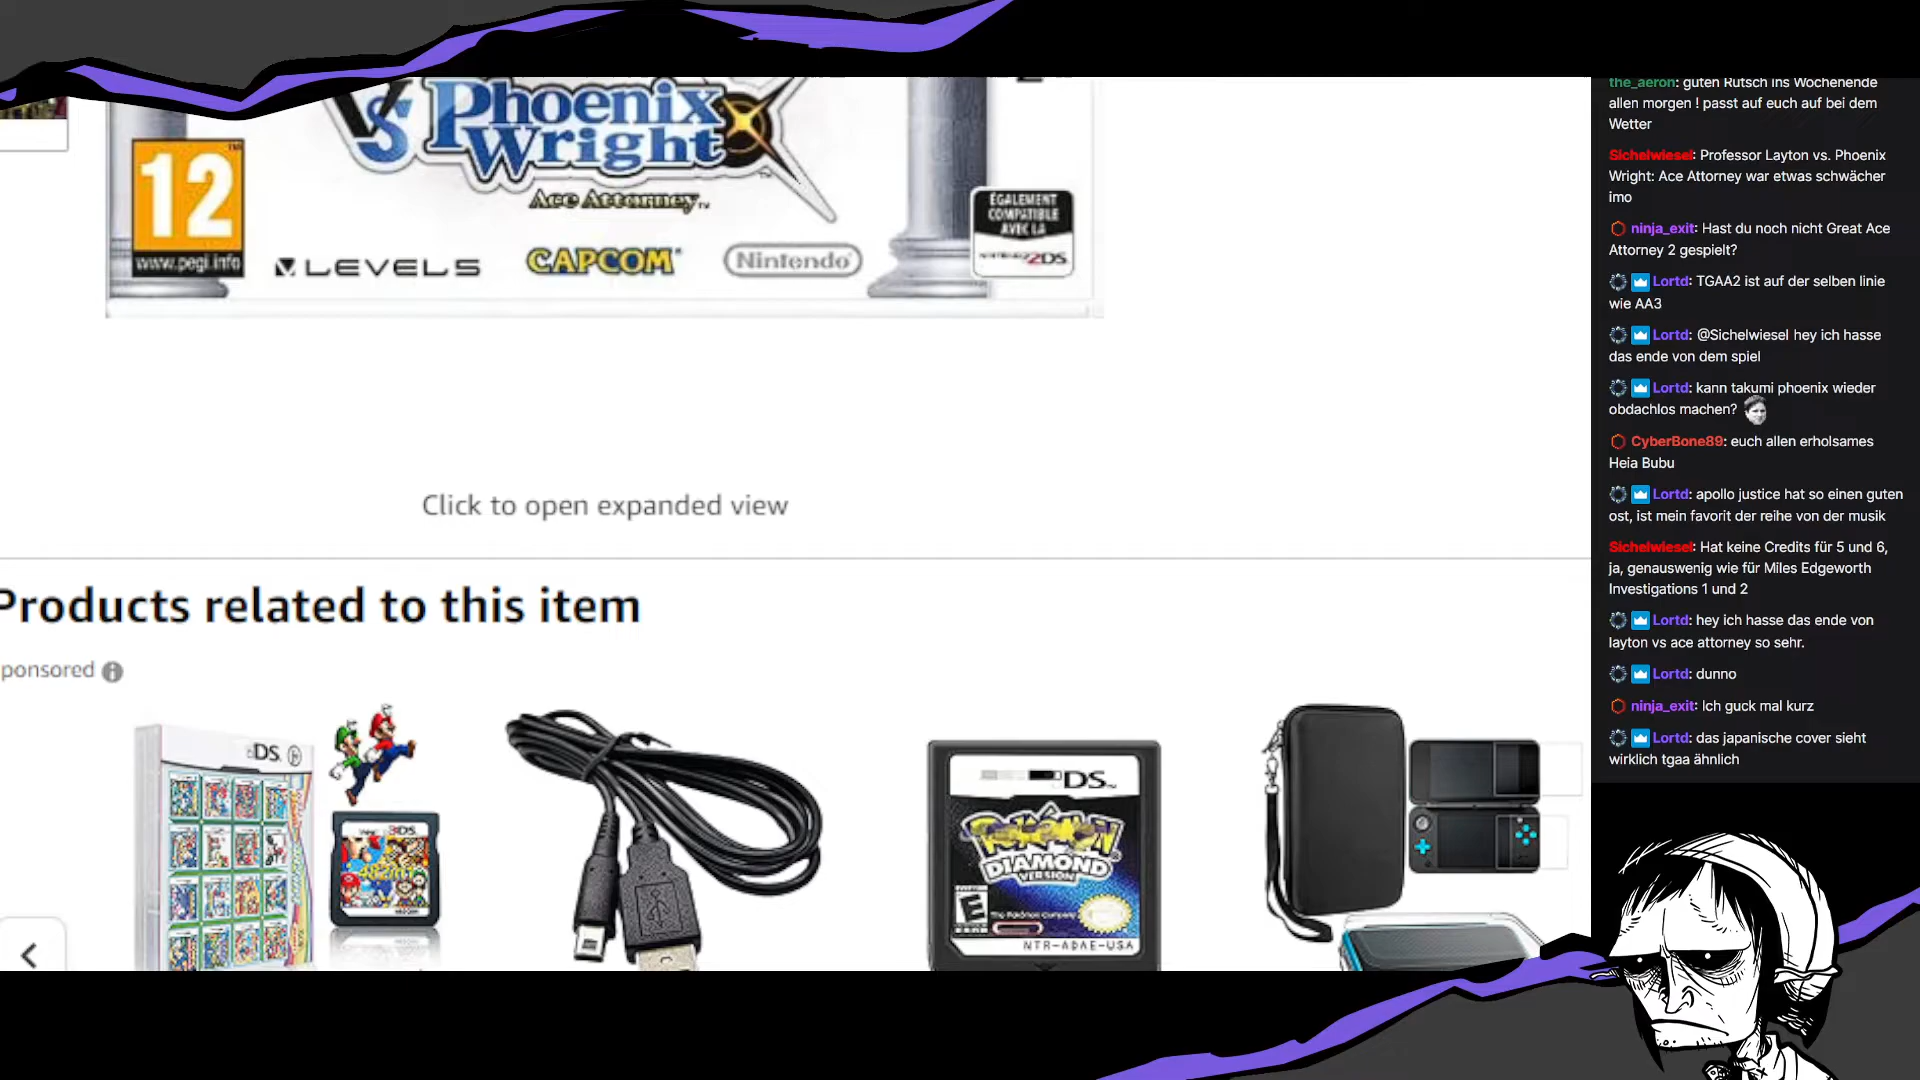 VS Phoenix
Wright
Ace Attorney™
12
www.pegi.info
LEVEL5
CAPCOM
Nintendo
ÉGALEMENT
COMPATIBLE
AVEC LA
2DS
Click to open expanded view
Products related to this item
ponsored
DS
3DS
482in1
DS
POKéMON
DIAMOND
VERSION
E
NTR-ADAE-USA
the_aeron: guten Rutsch ins Wochenende
allen morgen ! passt auf euch auf bei dem
Wetter
Sichelwiesel: Professor Layton vs. Phoenix
Wright: Ace Attorney war etwas schwächer
imo
ninja_exit: Hast du noch nicht Great Ace
Attorney 2 gespielt?
Lortd: TGAA2 ist auf der selben linie
wie AA3
Lortd: @Sichelwiesel hey ich hasse
das ende von dem spiel
Lortd: kann takumi phoenix wieder
obdachlos machen?
CyberBone89: euch allen erholsames
Heia Bubu
Lortd: apollo justice hat so einen guten
ost, ist mein favorit der reihe von der musik
Sichelwiesel: Hat keine Credits für 5 und 6,
ja, genauswenig wie für Miles Edgeworth
Investigations 1 und 2
Lortd: hey ich hasse das ende von
layton vs ace attorney so sehr.
Lortd: dunno
ninja_exit: Ich guck mal kurz
Lortd: das japanische cover sieht
wirklich tgaa ähnlich